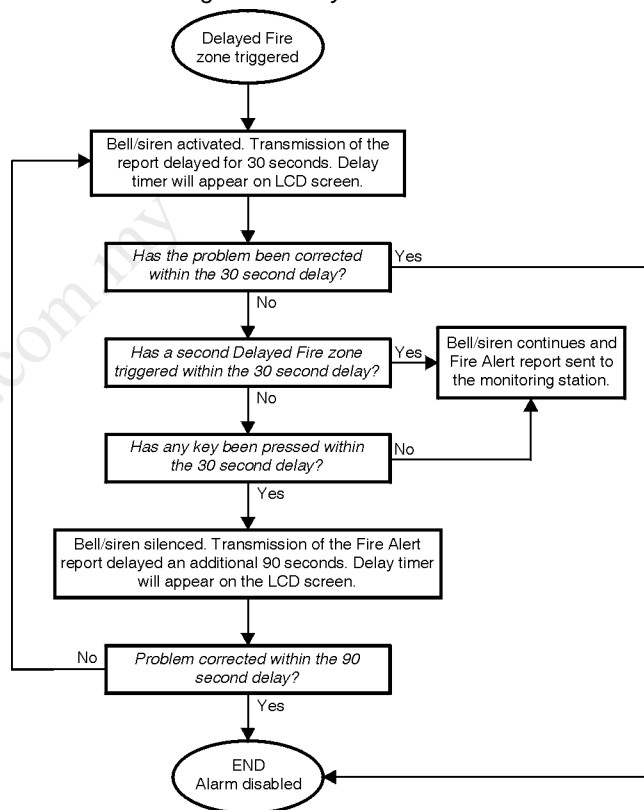 Delayed Fire
zone triggered
Bell/siren activated. Transmission of the
report delayed for 30 seconds. Delay
timer will appear on LCD screen.
Has the problem been corrected
within the 30 second delay?
Yes
No
Has a second Delayed Fire zone
triggered within the 30 second delay?
Yes
Bell/siren continues and
Fire Alert report sent to
the monitoring station.
No
Has any key been pressed within
the 30 second delay?
No
Yes
Bell/siren silenced. Transmission of the Fire Alert
report delayed an additional 90 seconds. Delay timer
will appear on the LCD screen.
No
Problem corrected within the 90
second delay?
Yes
END
Alarm disabled
.com.my